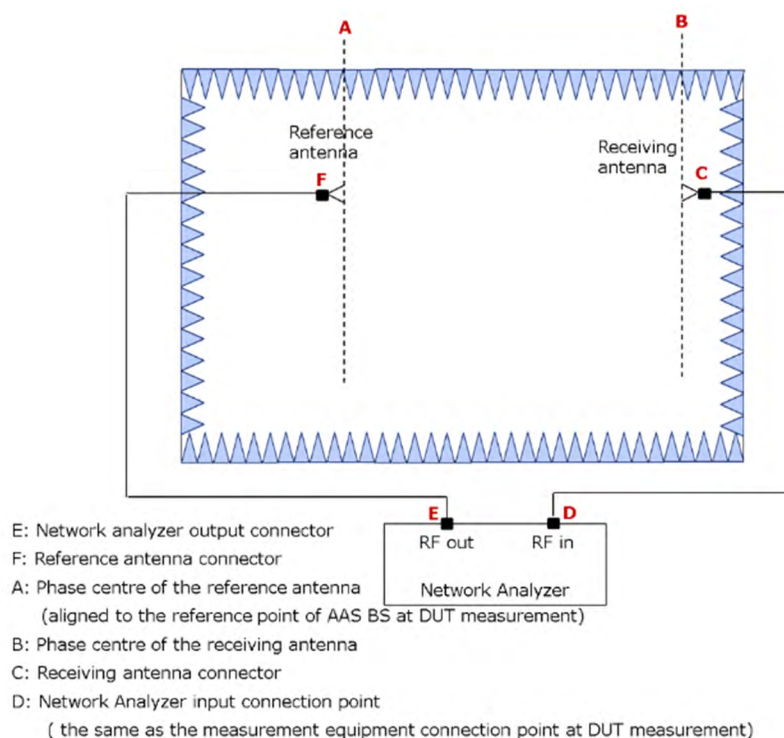 A
B
Reference
antenna
Receiving
antenna
F
C
E
D
RF out
RF in
Network Analyzer
E: Network analyzer output connector
F: Reference antenna connector
A: Phase centre of the reference antenna
(aligned to the reference point of AAS BS at DUT measurement)
B: Phase centre of the receiving antenna
C: Receiving antenna connector
D: Network Analyzer input connection point
( the same as the measurement equipment connection point at DUT measurement)